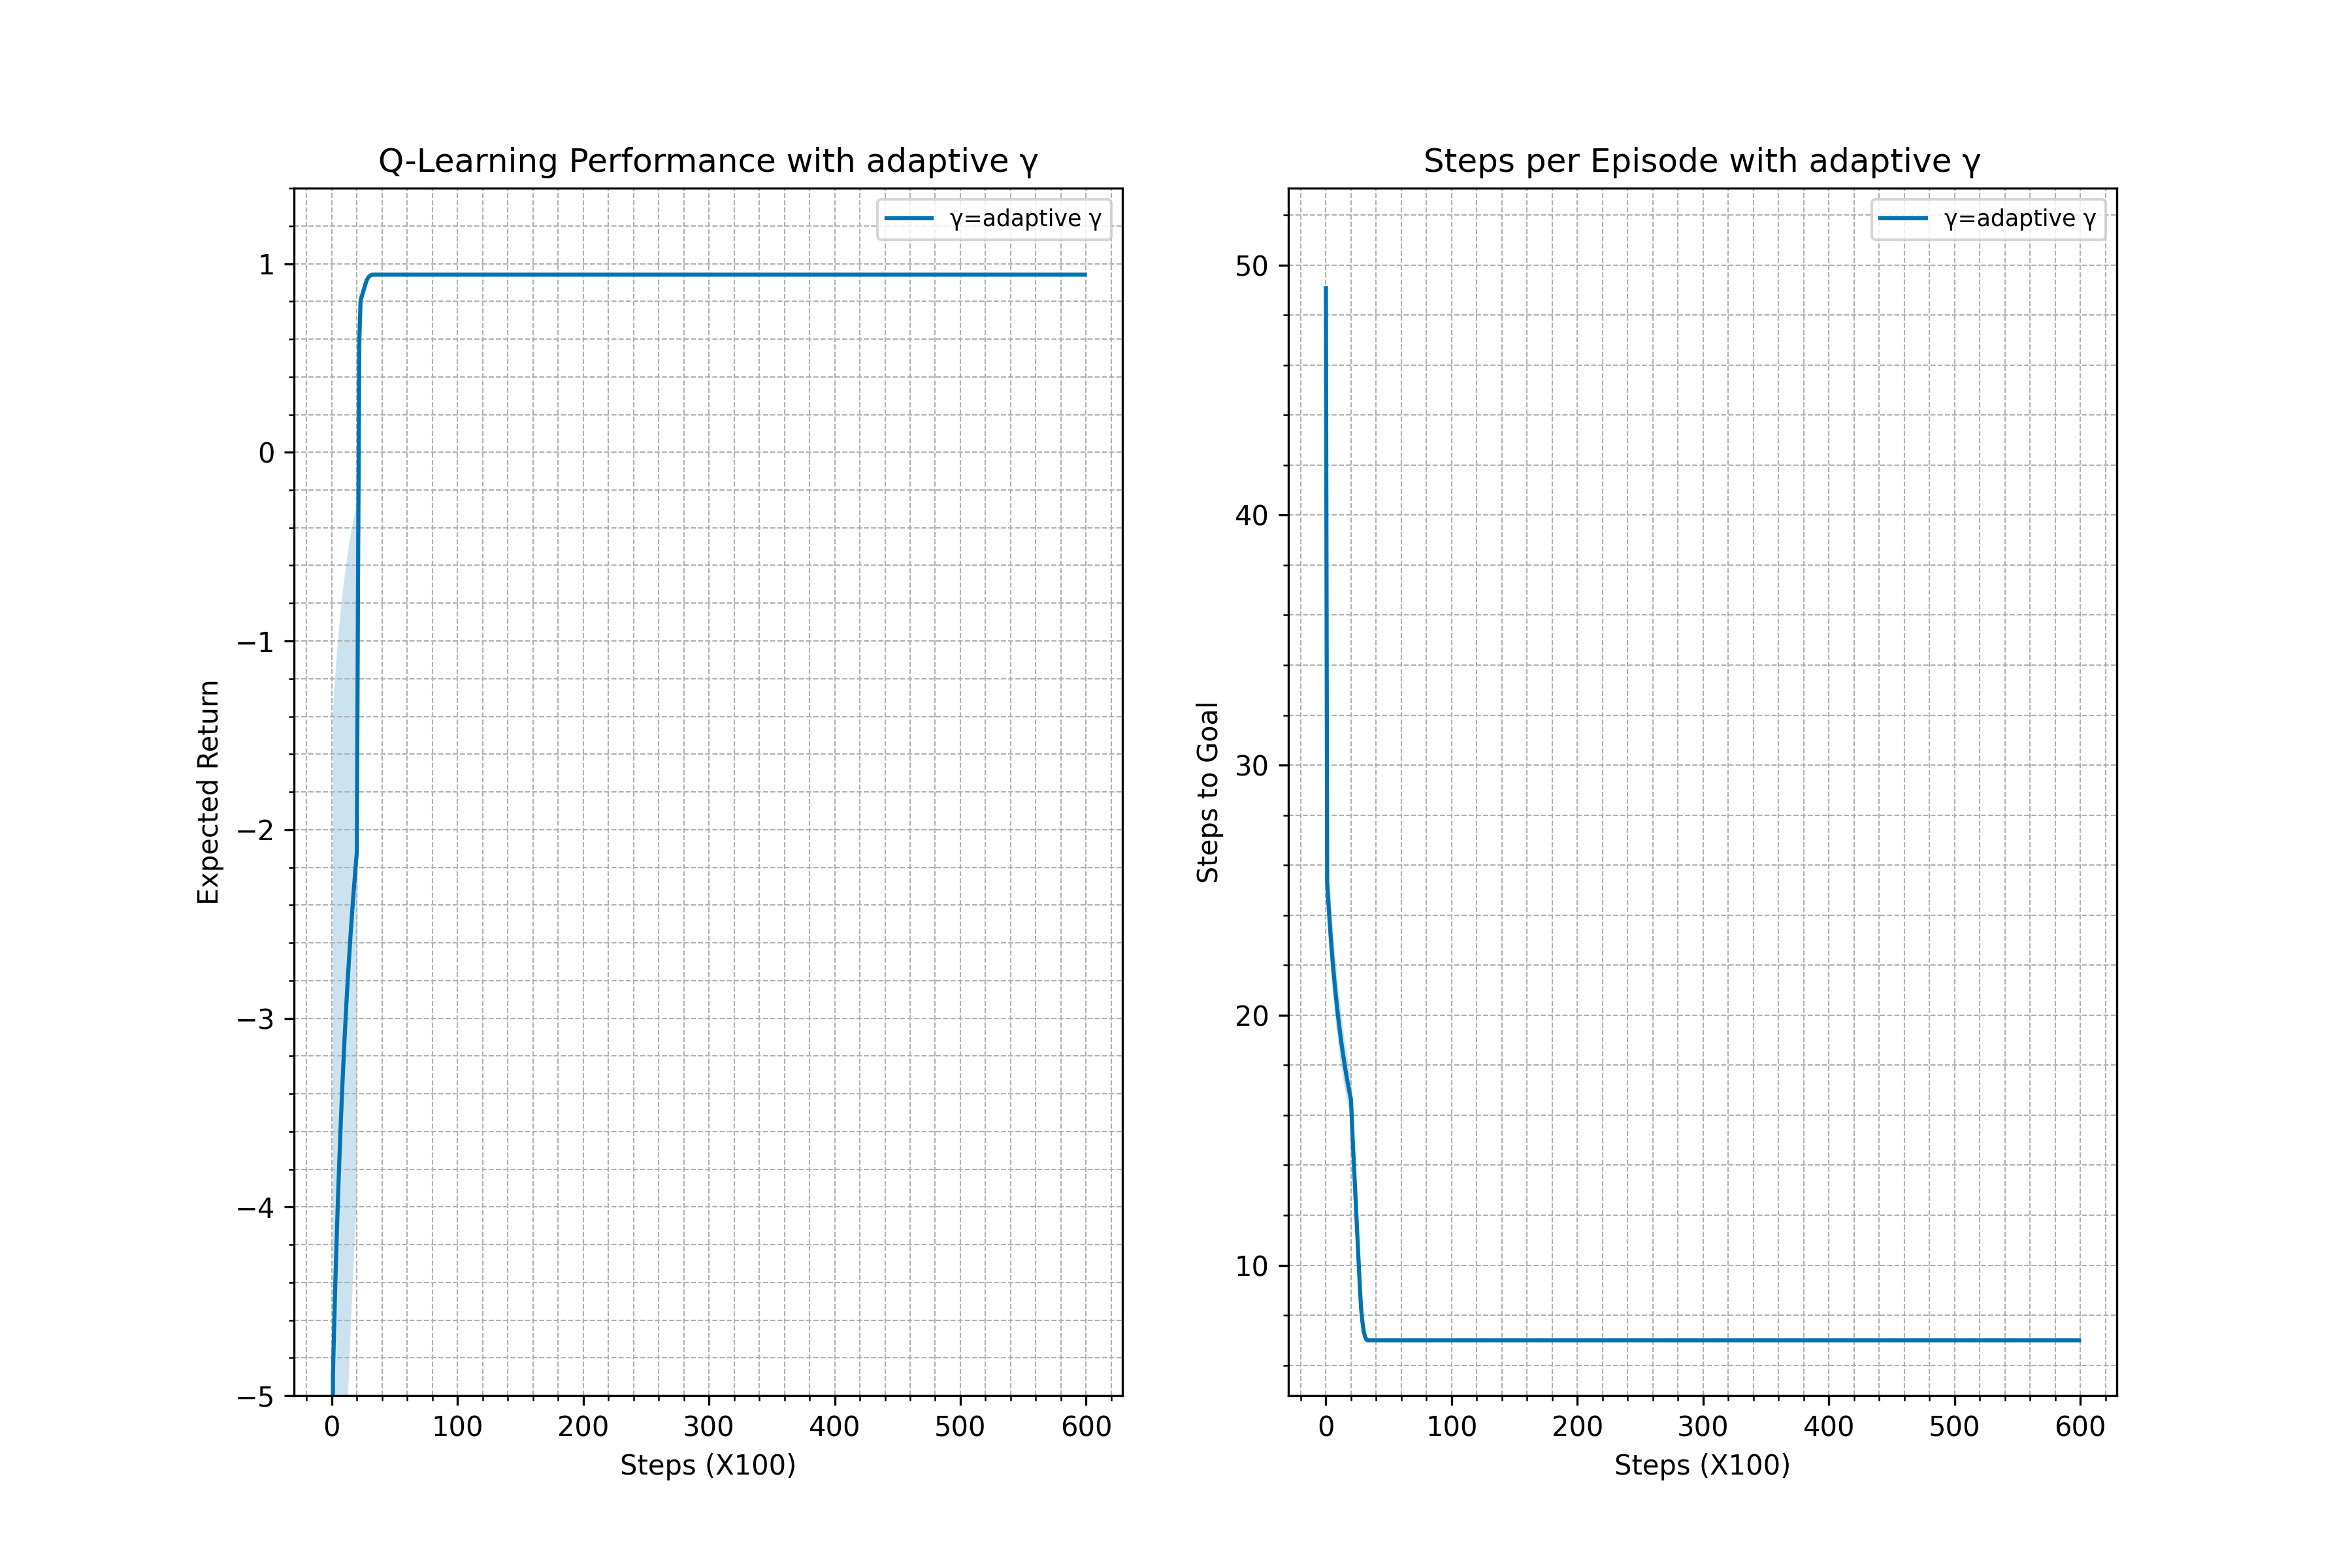 Q-Learning Performance with adaptive γ
γ=adaptive γ
1
0
−1
−2
−3
−4
−5
Expected Return
0 100 200 300 400 500 600
Steps (X100)
Steps per Episode with adaptive γ
γ=adaptive γ
50
40
30
20
10
Steps to Goal
0 100 200 300 400 500 600
Steps (X100)